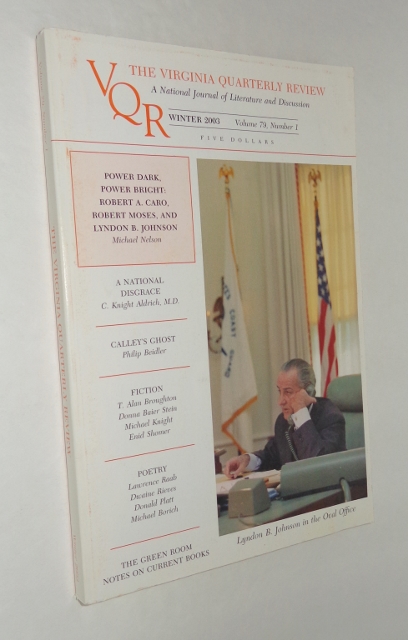 VQR
THE VIRGINIA QUARTERLY REVIEW
A National Journal of Literature and Discussion
WINTER 2003 Volume 79, Number 1
FIVE DOLLARS
POWER DARK,
POWER BRIGHT:
ROBERT A. CARO,
ROBERT MOSES, AND
LYNDON B. JOHNSON
Michael Nelson
A NATIONAL
DISGRACE
C. Knight Aldrich, M.D.
CALLEY'S GHOST
Philip Beidler
FICTION
T. Alan Broughton
Donna Baier Stein
Michael Knight
Enid Shomer
POETRY
Lawrence Raab
Dwaine Rieves
Donald Platt
Michael Borich
THE GREEN ROOM
NOTES ON CURRENT BOOKS
Lyndon B. Johnson in the Oval Office
THE VIRGINIA QUARTERLY REVIEW